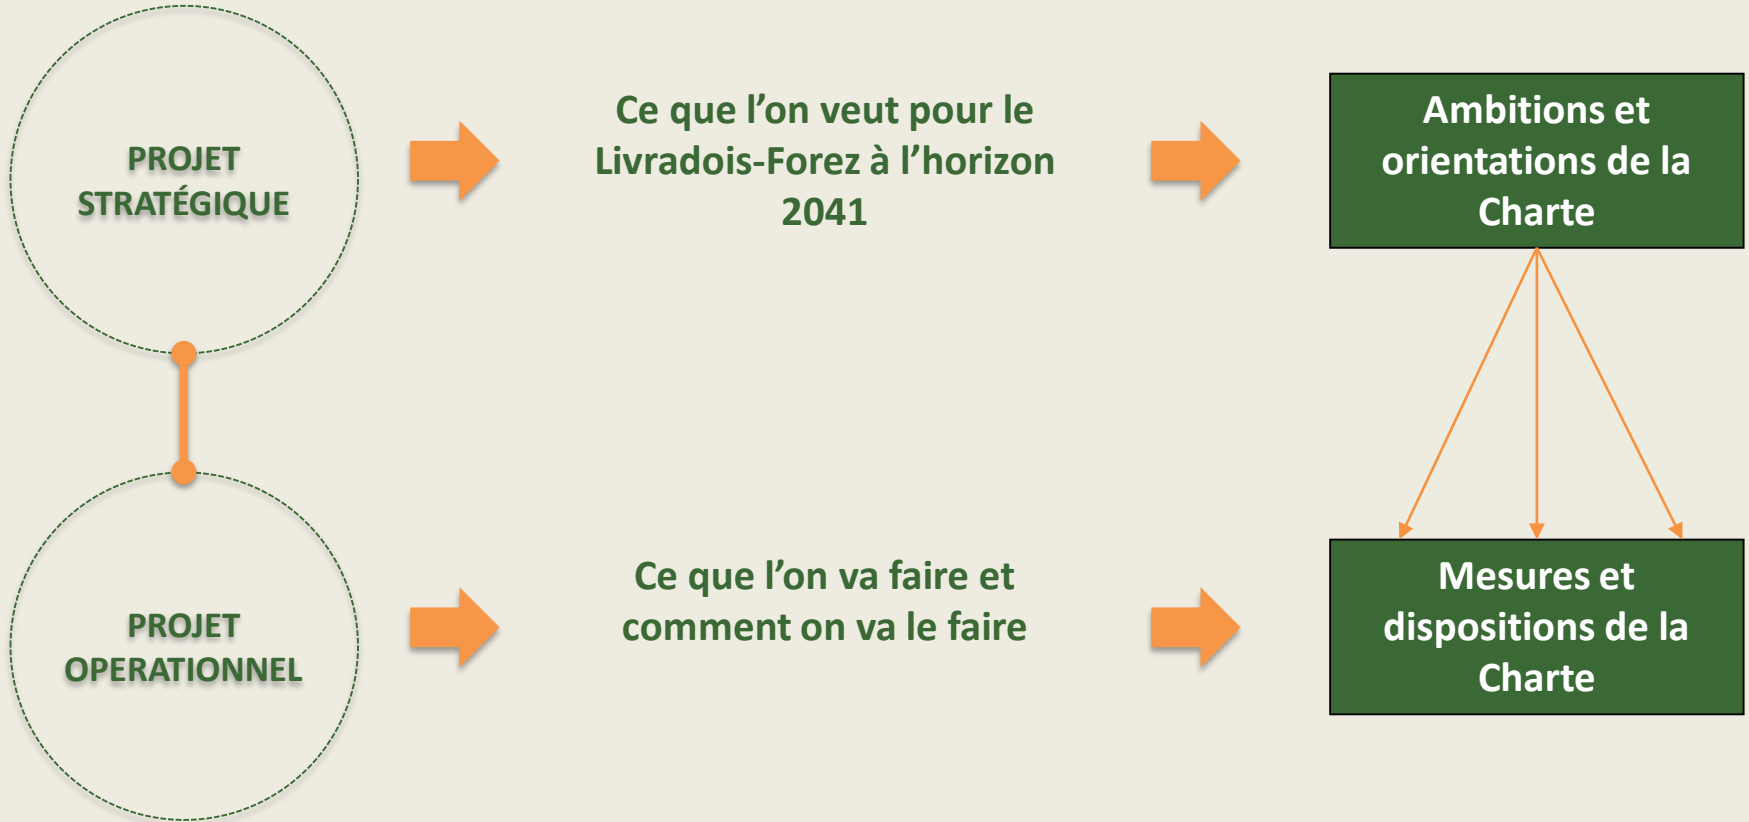 PROJET
STRATÉGIQUE
Ce que l’on veut pour le
Livradois-Forez à l’horizon
2041
Ambitions et
orientations de la
Charte
PROJET
OPERATIONNEL
Ce que l’on va faire et
comment on va le faire
Mesures et
dispositions de la
Charte